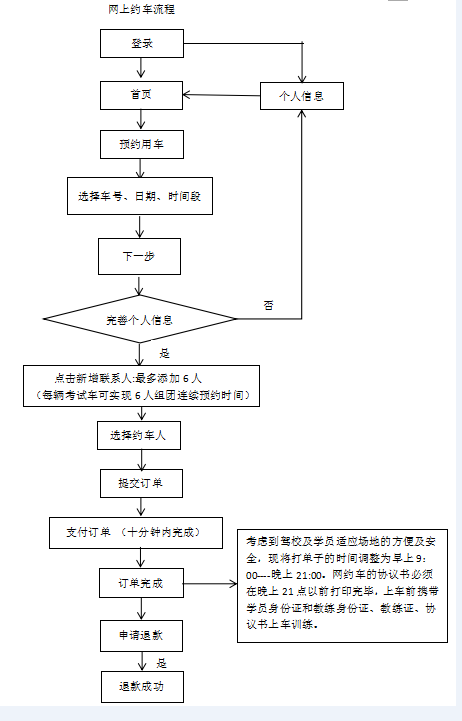 网上约车流程
登录
首页
个人信息
预约用车
选择车号、日期、时间段
下一步
否
完善个人信息
是
点击新增联系人:最多添加6人
（每辆考试车可实现6人组团连续预约时间）
选择约车人
提交订单
支付订单 （十分钟内完成）
考虑到驾校及学员适应场地的方便及安
全，现将打单子的时间调整为早上9：
00----晚上21:00。网约车的协议书必须
在晚上21点以前打印完毕，上车前携带
学员身份证和教练身份证、教练证、协
议书上车训练。
订单完成
申请退款
是
退款成功